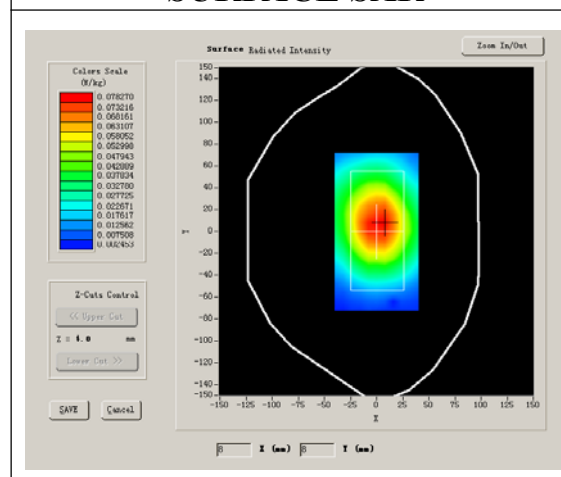 SURFACE SAR
Surface Radiated Intensity
Zoom In/Out
Colors Scale
(W/kg)
0.078270
0.073216
0.068161
0.063107
0.058052
0.052998
0.047943
0.042889
0.037834
0.032780
0.027725
0.022671
0.017617
0.012562
0.007508
0.002453
Z-Cuts Control
<< Upper Cut
Z = 4.0 mm
Lower Cut >>
SAVE
Cancel
150
140
120
100
80
60
40
20
0
-20
-40
-60
-80
-100
-120
-140
-150
Y
-150 -125 -100 -75 -50 -25 0 25 50 75 100 125 150
X
8 X (mm) 8 Y (mm)